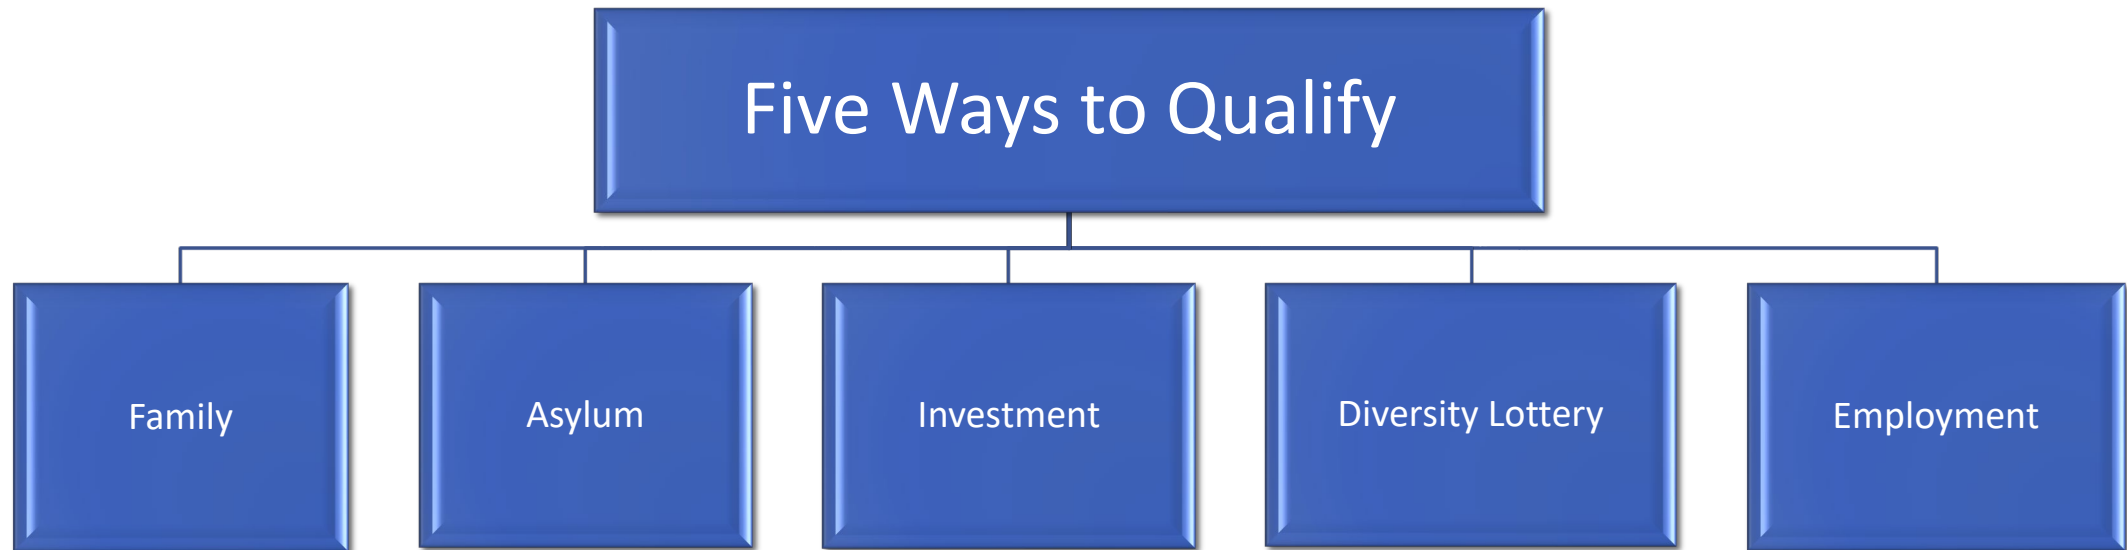 Five Ways to Qualify
Family
Asylum
Investment
Diversity Lottery
Employment